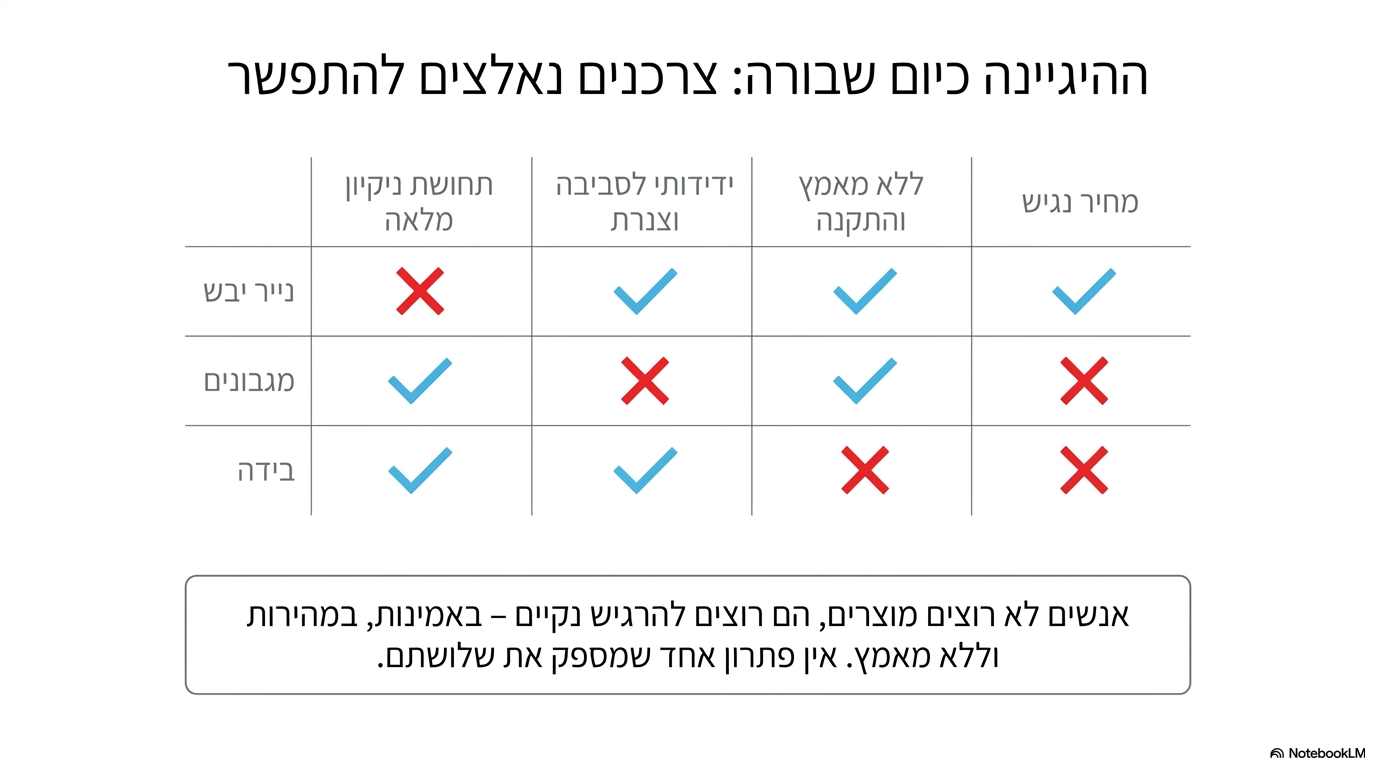 ההיגיינה כיום שבורה: צרכנים נאלצים להתפשר
מחיר נגיש
ללא מאמץ
והתקנה
ידידותי לסביבה
וצנרת
תחושת ניקיון
מלאה
נייר יבש
מגבונים
בידה
אנשים לא רוצים מוצרים, הם רוצים להרגיש נקיים – באמינות, במהירות
וללא מאמץ. אין פתרון אחד שמספק את שלושתם.
NotebookLM